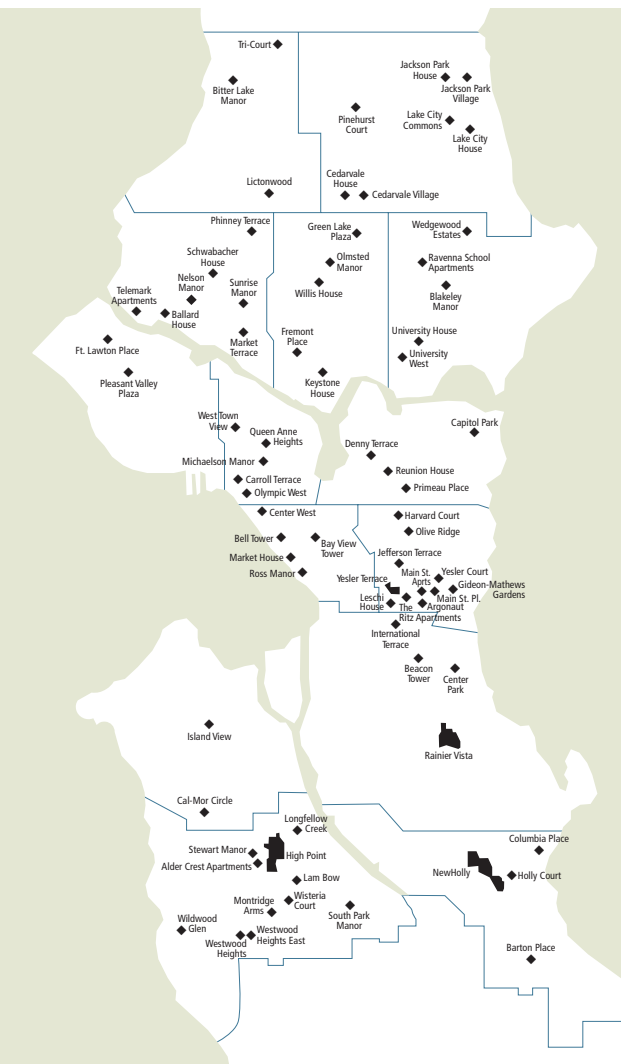 Tri-Court
Bitter Lake
Manor
Jackson Park
House
Jackson Park
Village
Pinehurst
Court
Lake City
Commons
Lake City
House
Lictonwood
Cedarvale
House
Cedarvale Village
Phinney Terrace
Green Lake
Plaza
Wedgewood
Estates
Schwabacher
House
Olmsted
Manor
Ravenna School
Apartments
Nelson
Manor
Sunrise
Manor
Willis House
Blakeley
Manor
Telemark
Apartments
Ballard
House
Market
Terrace
Fremont
Place
University House
University
West
Ft. Lawton Place
Pleasant Valley
Plaza
Keystone
House
West Town
View
Queen Anne
Heights
Capitol Park
Denny Terrace
Michaelson Manor
Reunion House
Carroll Terrace
Olympic West
Primeau Place
Center West
Harvard Court
Olive Ridge
Bell Tower
Bay View
Tower
Market House
Ross Manor
Jefferson Terrace
Yesler Terrace
Main St.
Aprts
Yesler Court
Gideon-Mathews
Gardens
Main St. Pl.
Leschi
House
The
Ritz Apartments
Argonaut
International
Terrace
Beacon
Tower
Center
Park
Island View
Rainier Vista
Cal-Mor Circle
Longfellow
Creek
Stewart Manor
High Point
Alder Crest Apartments
Columbia Place
NewHolly
Holly Court
Lam Bow
Wisteria
Court
Montridge
Arms
South Park
Manor
Wildwood
Glen
Westwood
Heights
Westwood
Heights East
Barton Place